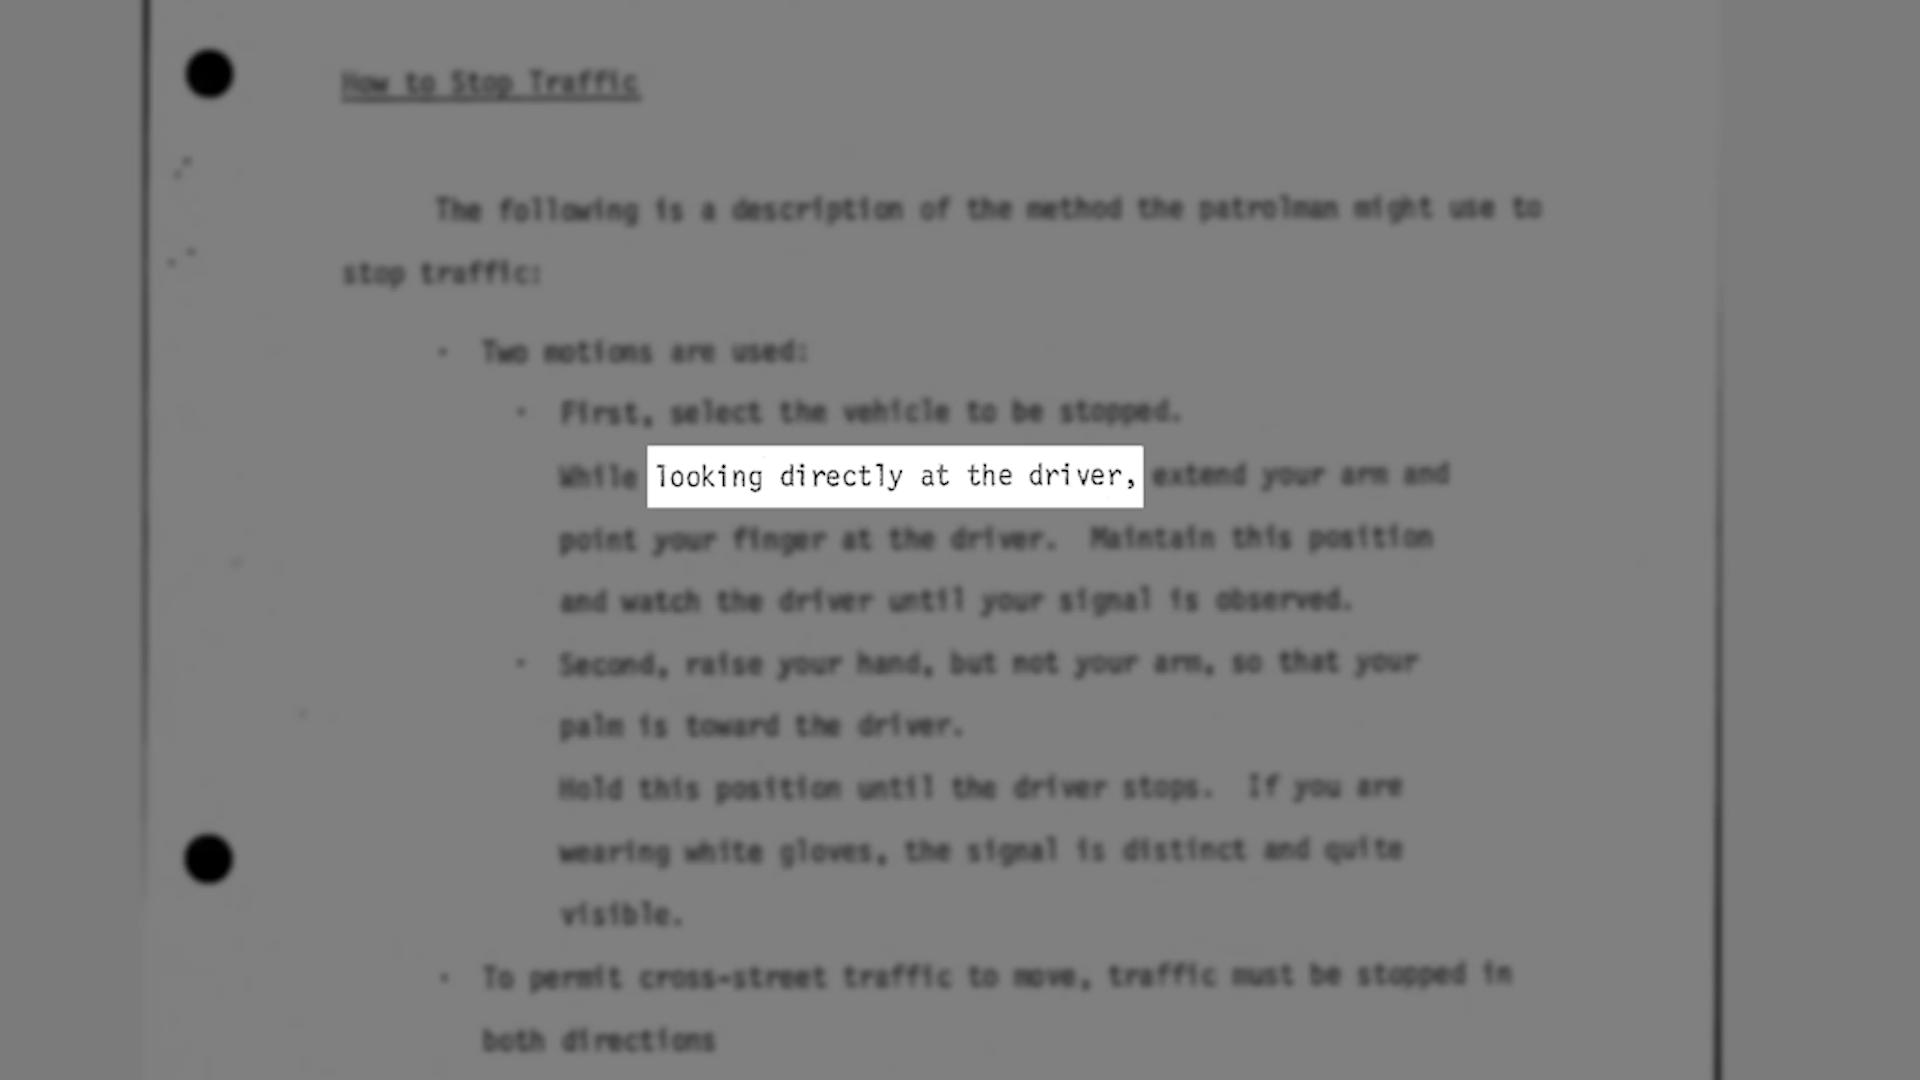 How to Stop Traffic
The following is a description of the method the patrolman might use to
stop traffic:
· Two motions are used:
· First, select the vehicle to be stopped.
While looking directly at the driver, extend your arm and
point your finger at the driver. Maintain this position
and watch the driver until your signal is observed.
· Second, raise your hand, but not your arm, so that your
palm is toward the driver.
Hold this position until the driver stops. If you are
wearing white gloves, the signal is distinct and quite
visible.
· To permit cross-street traffic to move, traffic must be stopped in
both directions